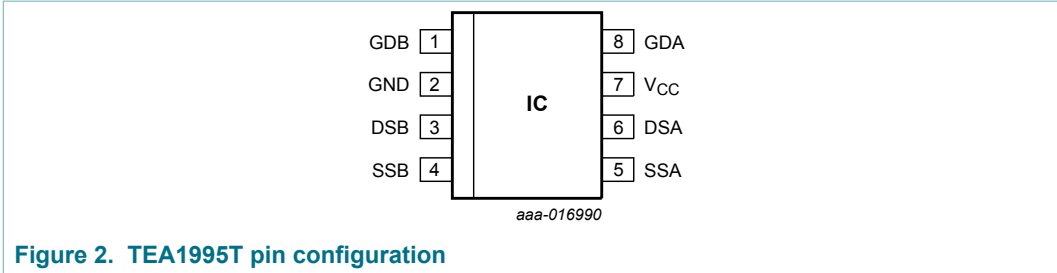 GDB 1 8 GDA
GND 2 7 VCC
IC
DSB 3 6 DSA
SSB 4 5 SSA
aaa-016990
Figure 2. TEA1995T pin configuration